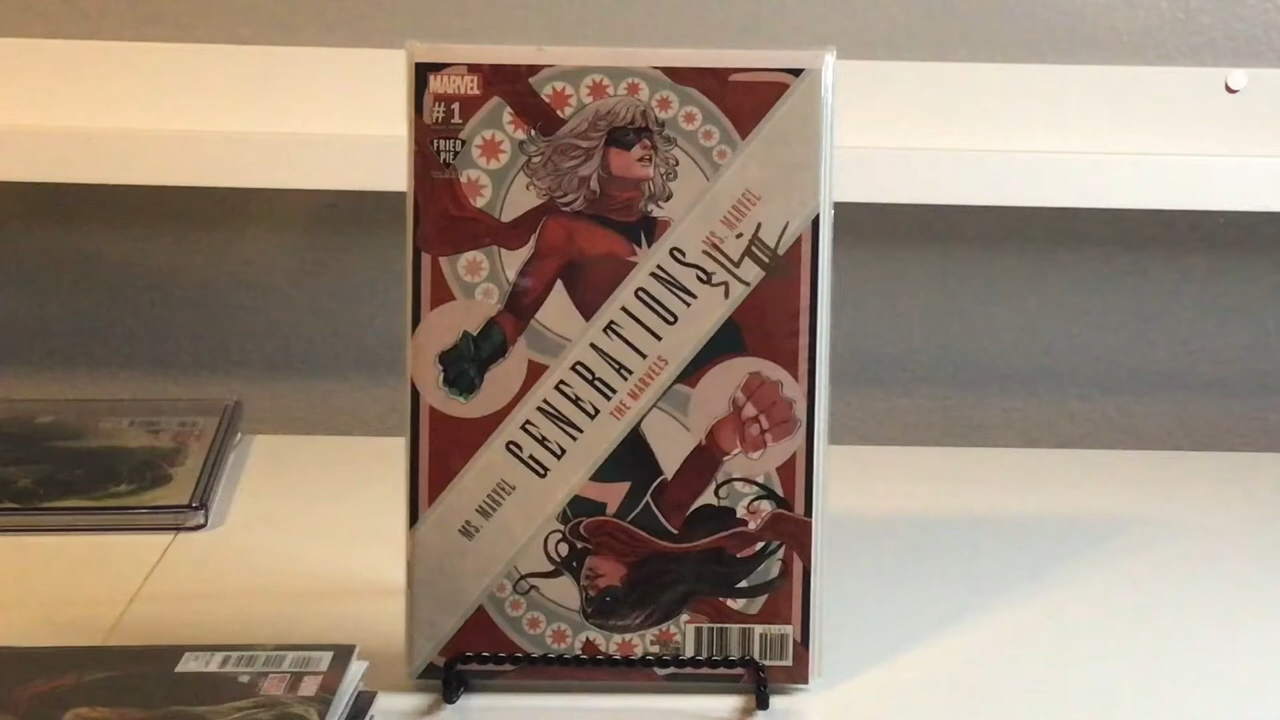 MARVEL
#1
FRIED
PIE
MS. MARVEL
GENERATIONS
THE MARVELS
MS. MARVEL